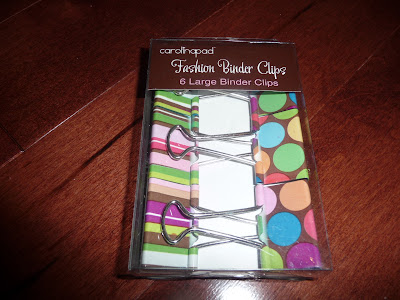 carolinapad
Fashion Binder Clips
6 Large Binder Clips